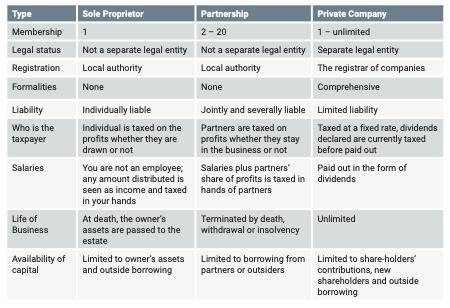 Type Sole Proprietor Partnership Private Company
Membership 1 2 – 20 1 – unlimited
Legal status Not a separate legal entity Not a separate legal entity Separate legal entity
Registration Local authority Local authority The registrar of companies
Formalities None None Comprehensive
Liability Individually liable Jointly and severally liable Limited liability
Who is the Individual is taxed on the Partners are taxed on Taxed at a fixed rate, dividends
taxpayer profits whether they are profits whether they stay declared are currently taxed
drawn or not in the business or not before paid out
Salaries You are not an employee; Salaries plus partners' Paid out in the form of
any amount distributed is share of profits is taxed in dividends
seen as income and taxed hands of partners
in your hands
Life of At death, the owner's Terminated by death, Unlimited
Business assets are passed to the withdrawal or insolvency
estate
Availability of Limited to owner's assets Limited to borrowing from Limited to share-holders'
capital and outside borrowing partners or outsiders contributions, new
shareholders and outside
borrowing